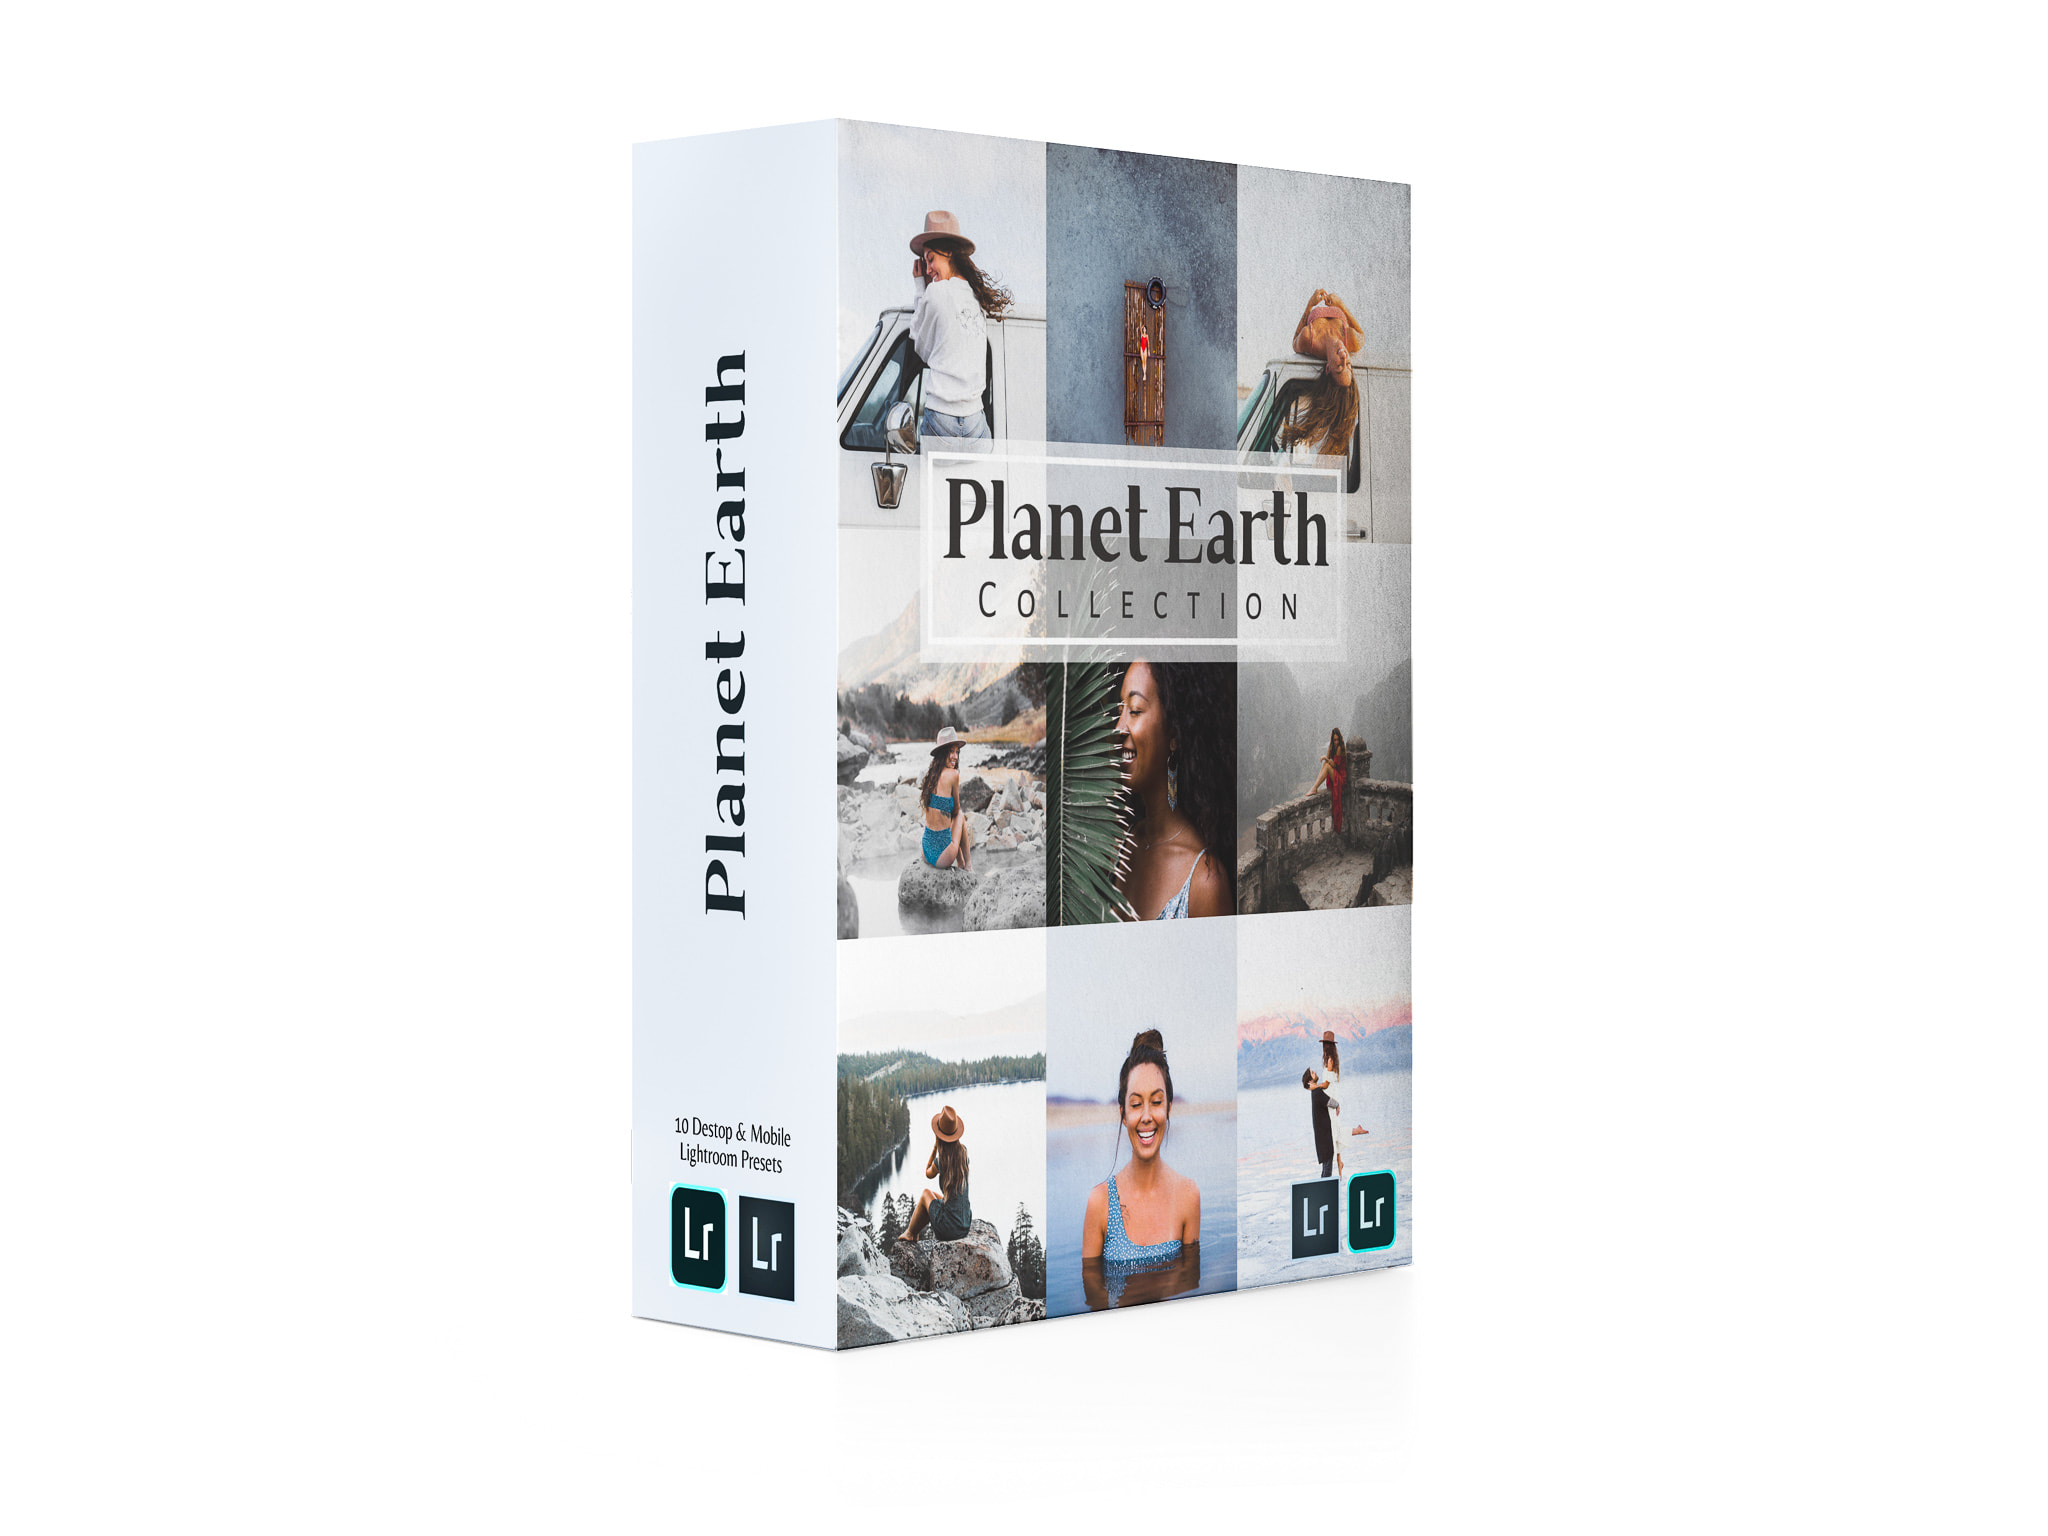 Planet Earth
10 Destop & Mobile
Lightroom Presets
Lr Lr
Planet Earth
COLLECTION
Lr Lr